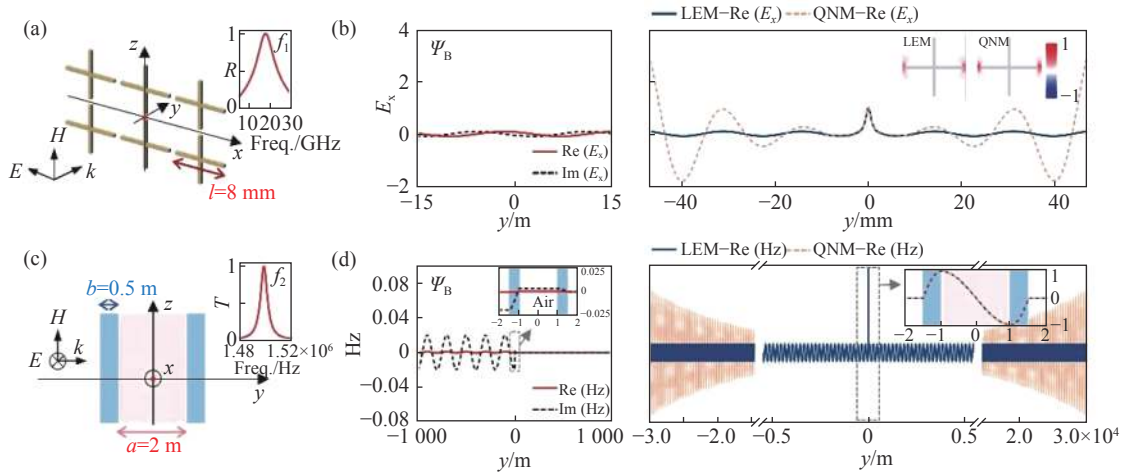 (a)
z
y
x
H
E
k
l=8 mm
1
R
0
f₁
10 20 30
Freq./GHz
(b)
Ψ_B
4
2
0
−2
Eₓ
Re (Eₓ)
Im (Eₓ)
−15
0
15
y/m
LEM−Re (Eₓ)
QNM−Re (Eₓ)
LEM
QNM
1
−1
−40
−20
0
20
40
y/mm
(c)
b=0.5 m
z
x
y
H
E
k
a=2 m
1
T
0
f₂
1.48
1.52×10⁶
Freq./Hz
(d)
Ψ_B
0.08
0.04
0
−0.04
−0.08
Hz
0.025
0
−0.025
Air
−2
−1
0
1
2
Re (Hz)
Im (Hz)
−1 000
0
1 000
y/m
LEM−Re (Hz)
QNM−Re (Hz)
1
0
−1
−2
−1
0
1
2
−3.0
−2.0
−0.5
0
0.5
2.0
3.0×10⁴
y/m